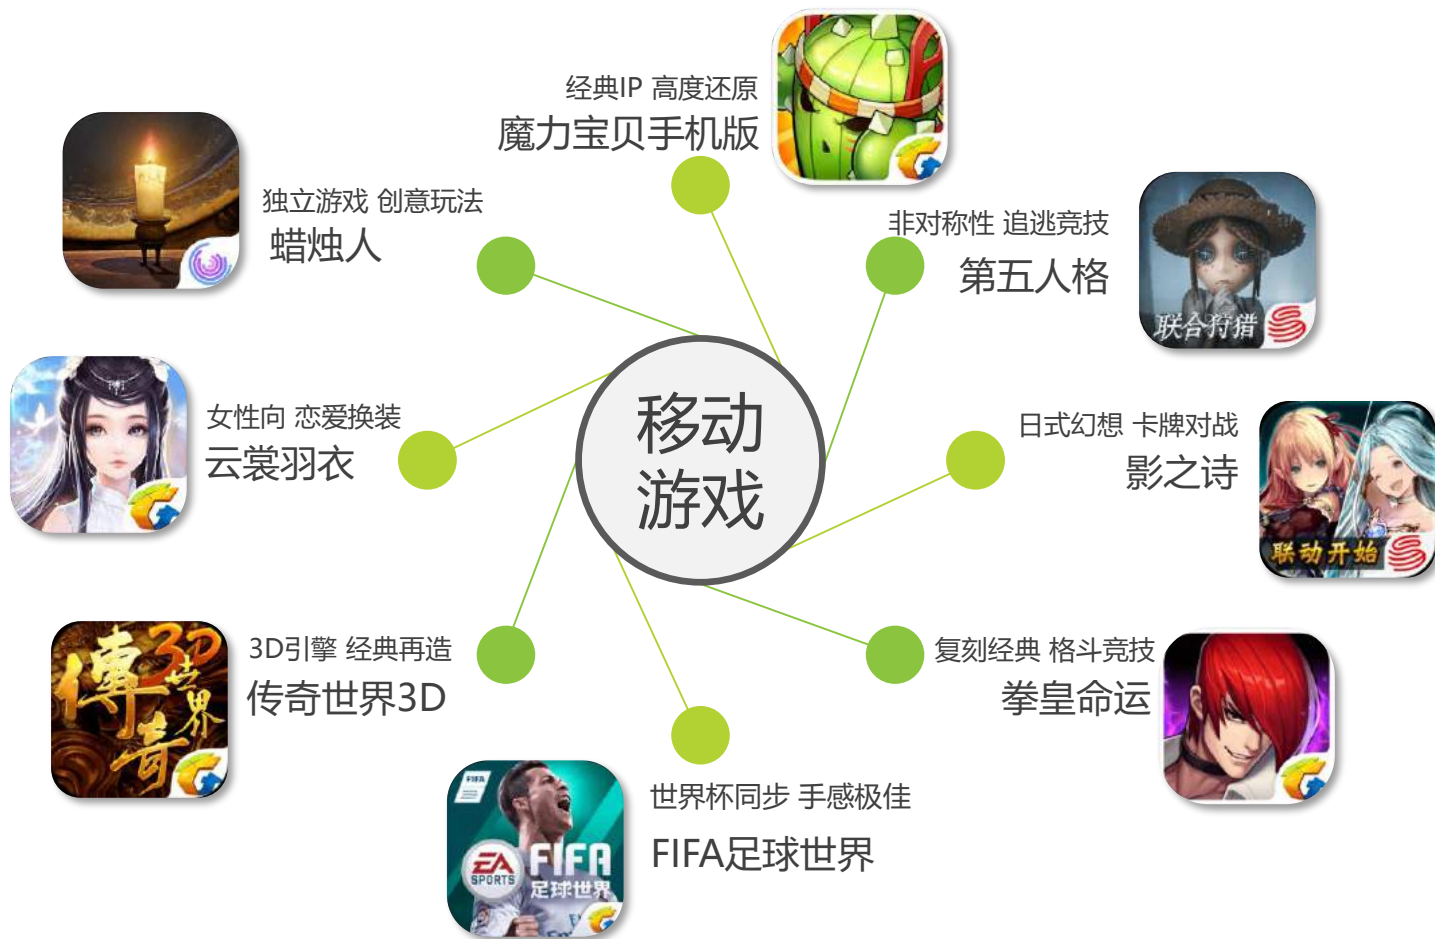 经典IP 高度还原
魔力宝贝手机版
独立游戏 创意玩法
蜡烛人
非对称性 追逃竞技
第五人格
联合狩猎
女性向 恋爱换装
云裳羽衣
移动
游戏
日式幻想 卡牌对战
影之诗
联动开始
3D引擎 经典再造
传奇世界3D
傳奇
世界
3D
复刻经典 格斗竞技
拳皇命运
世界杯同步 手感极佳
FIFA足球世界
FIFA
EA
SPORTS
FIFA
足球世界